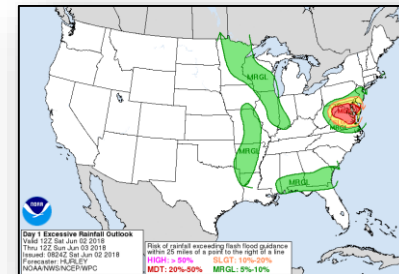 MRGL
MRGL
MRGL
MRGL
NOAA
Day 1 Excessive Rainfall Outlook
Valid 12Z Sat Jun 02 2018
Thru 12Z Sun Jun 03 2018
Issued: 0824Z Sat Jun 02 2018
Forecaster: HURLEY
NOAA/NWS/NCEP/WPC
Risk of rainfall exceeding flash flood guidance
within 25 miles of a point to the right of a line
HIGH: > 50% SLGT: 10%-20%
MDT: 20%-50% MRGL: 5%-10%